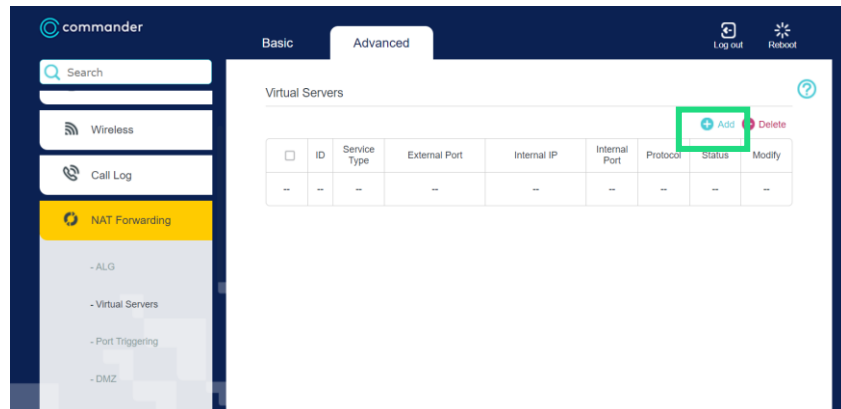 commander
Basic
Advanced
Log out
Reboot
Search
Virtual Servers
Add
Delete
Wireless
ID
Service Type
External Port
Internal IP
Internal Port
Protocol
Status
Modify
Call Log
-- -- -- -- -- -- -- -- --
NAT Forwarding
- ALG
- Virtual Servers
- Port Triggering
- DMZ